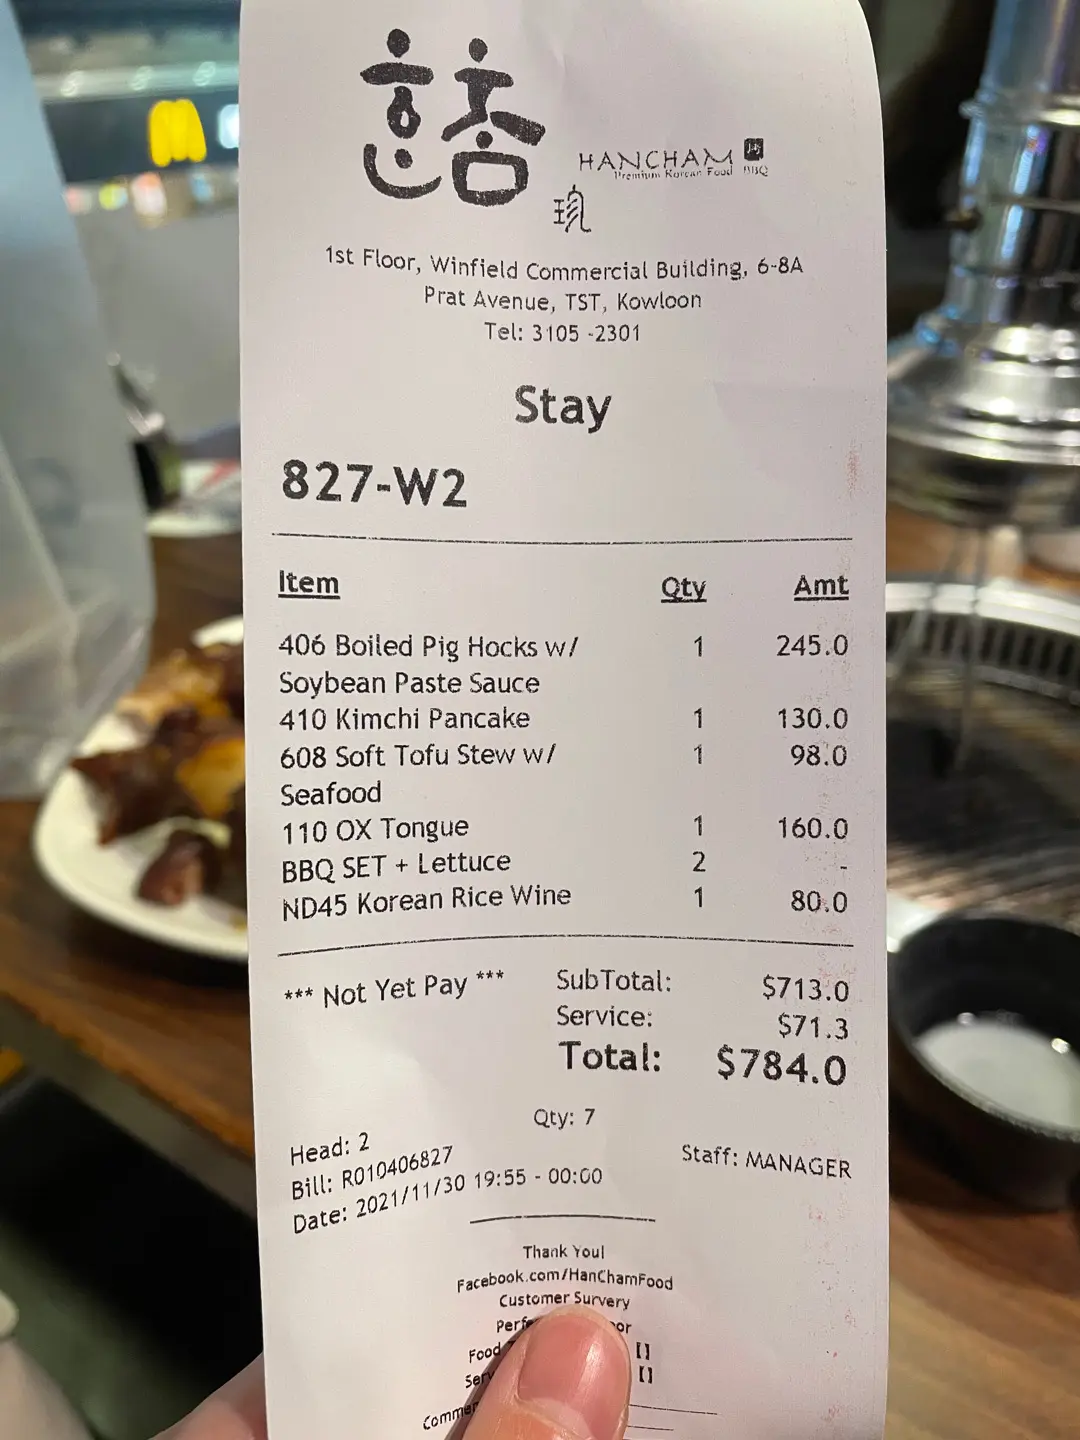 한춤
HANCHAM
Premium Korean Food BBQ
1st Floor, Winfield Commercial Building, 6-8A
Prat Avenue, TST, Kowloon
Tel: 3105 -2301
Stay
827-W2
Item Qty Amt
406 Boiled Pig Hocks w/ 1 245.0
Soybean Paste Sauce
410 Kimchi Pancake 1 130.0
608 Soft Tofu Stew w/ 1 98.0
Seafood
110 OX Tongue 1 160.0
BBQ SET + Lettuce 2 -
ND45 Korean Rice Wine 1 80.0
*** Not Yet Pay *** SubTotal: $713.0
Service: $71.3
Total: $784.0
Qty: 7
Head: 2
Bill: R010406827 Staff: MANAGER
Date: 2021/11/30 19:55 - 00:00
Thank You!
Facebook.com/HanChamFood
Customer Survery
Food [ ]
[ ]